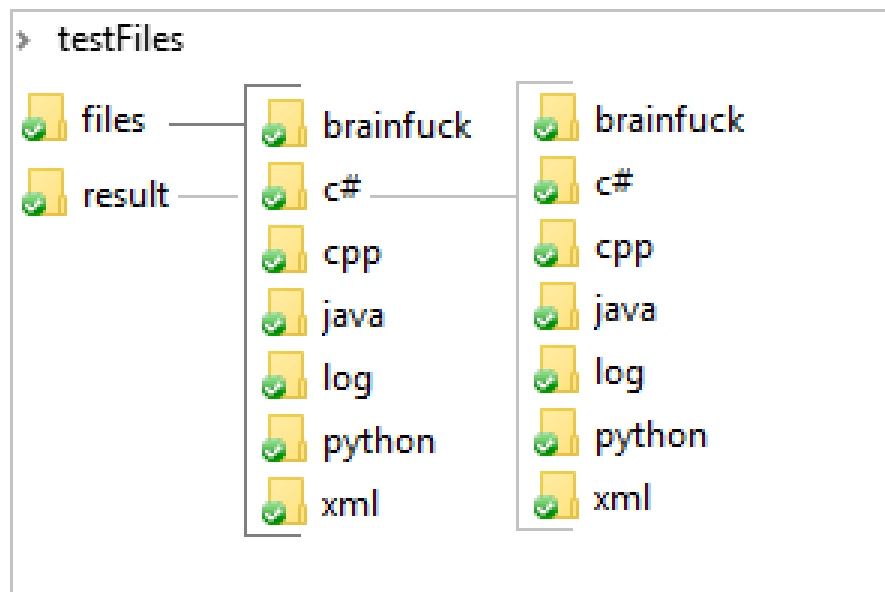 testFiles
files
result
brainfuck
c#
cpp
java
log
python
xml
brainfuck
c#
cpp
java
log
python
xml